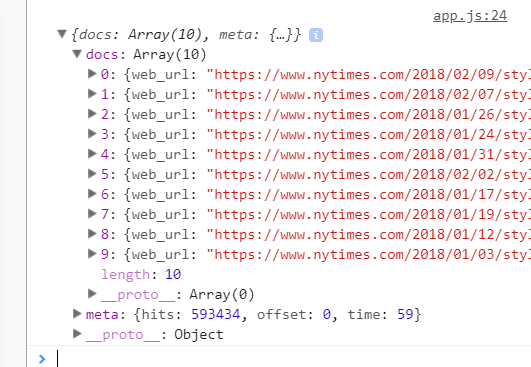 app.js:24
▼{docs: Array(10), meta: {…}} i
▼docs: Array(10)
▶0: {web_url: "https://www.nytimes.com/2018/02/09/styl
▶1: {web_url: "https://www.nytimes.com/2018/02/07/styl
▶2: {web_url: "https://www.nytimes.com/2018/01/26/styl
▶3: {web_url: "https://www.nytimes.com/2018/01/24/styl
▶4: {web_url: "https://www.nytimes.com/2018/01/31/styl
▶5: {web_url: "https://www.nytimes.com/2018/02/02/styl
▶6: {web_url: "https://www.nytimes.com/2018/01/17/styl
▶7: {web_url: "https://www.nytimes.com/2018/01/19/styl
▶8: {web_url: "https://www.nytimes.com/2018/01/12/styl
▶9: {web_url: "https://www.nytimes.com/2018/01/03/styl
length: 10
▶__proto__: Array(0)
▶meta: {hits: 593434, offset: 0, time: 59}
▶__proto__: Object
>